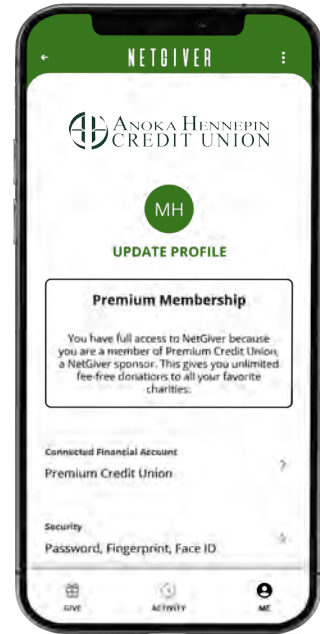 NETGIVER
ANOKA HENNEPIN
CREDIT UNION
MH
UPDATE PROFILE
Premium Membership
You have full access to NetGiver because
you are a member of Premium Credit Union,
a NetGiver sponsor. This gives you unlimited
fee-free donations to all your favorite
charities.
Connected Financial Account
Premium Credit Union
Security
Password, Fingerprint, Face ID
GIVE
ACTIVITY
ME